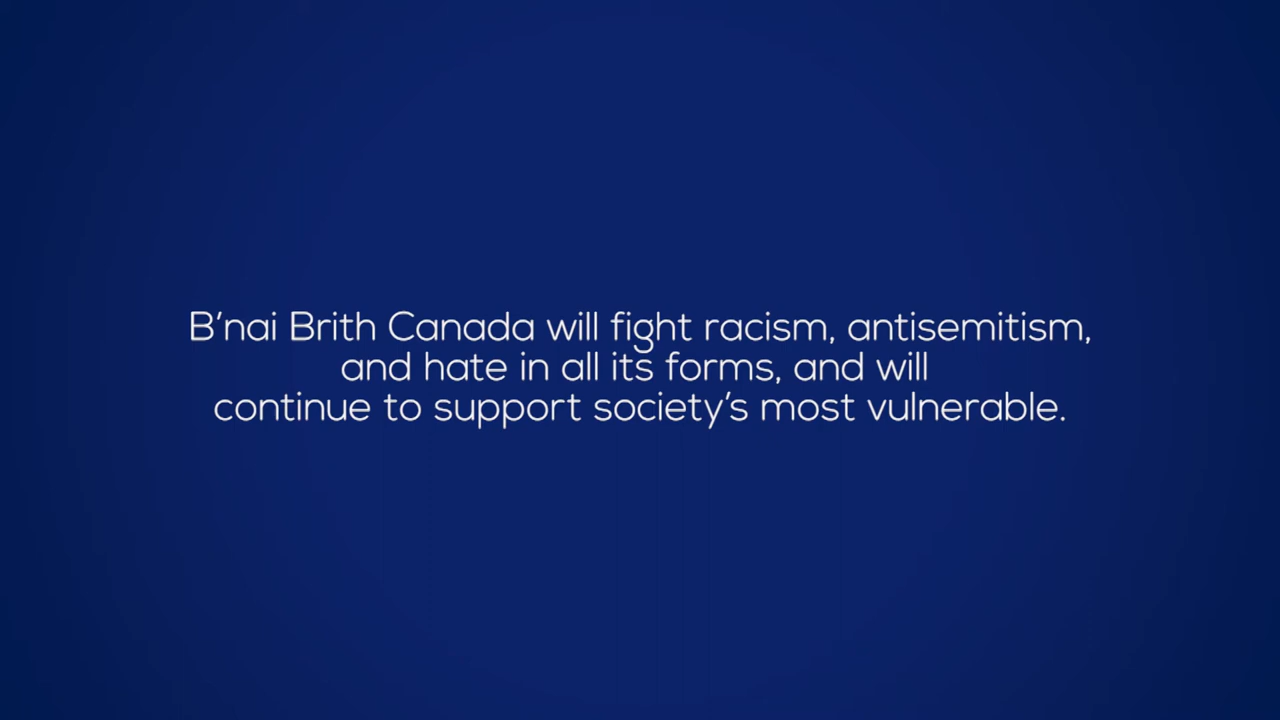 B'nai Brith Canada will fight racism, antisemitism,
and hate in all its forms, and will
continue to support society's most vulnerable.